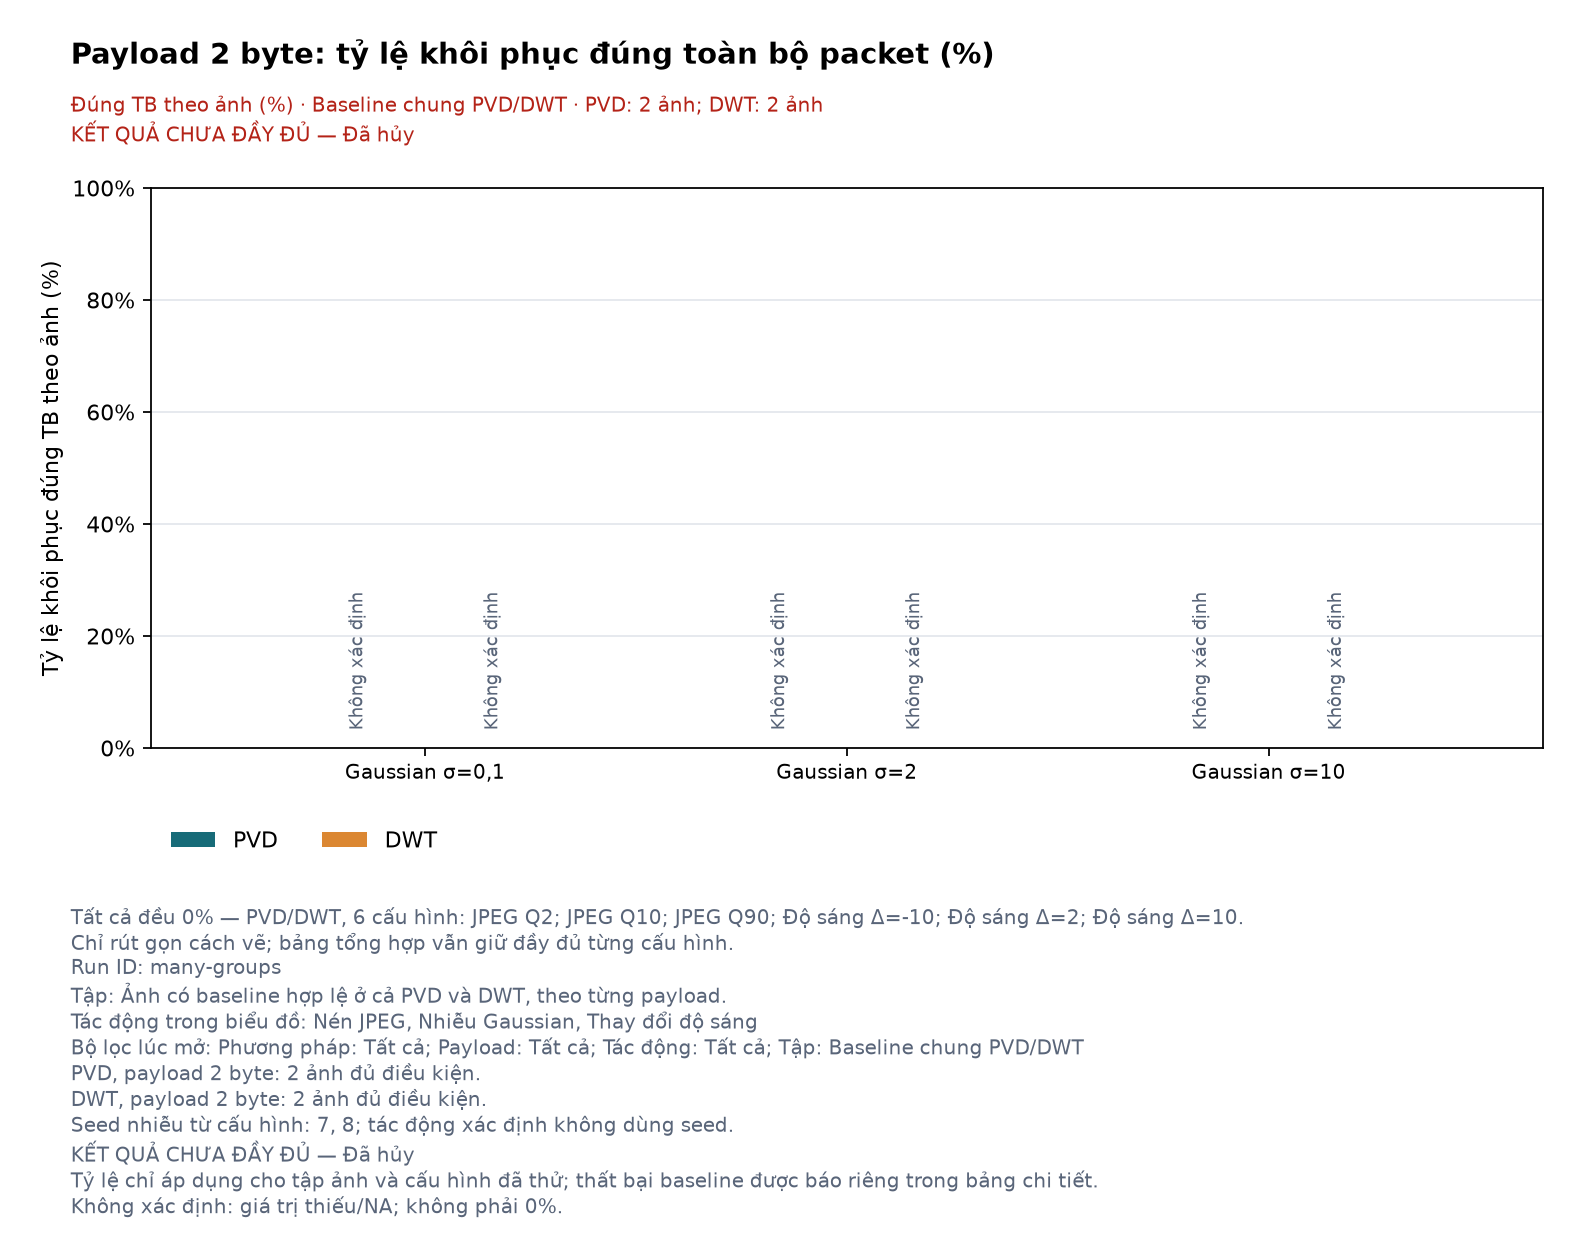 Payload 2 byte: tỷ lệ khôi phục đúng toàn bộ packet (%)
Đúng TB theo ảnh (%) · Baseline chung PVD/DWT · PVD: 2 ảnh; DWT: 2 ảnh
KẾT QUẢ CHƯA ĐẦY ĐỦ — Đã hủy
Tỷ lệ khôi phục đúng TB theo ảnh (%)
100%
80%
60%
40%
20%
0%
Không xác định
Không xác định
Không xác định
Không xác định
Không xác định
Không xác định
Gaussian σ=0,1
Gaussian σ=2
Gaussian σ=10
PVD
DWT
Tất cả đều 0% — PVD/DWT, 6 cấu hình: JPEG Q2; JPEG Q10; JPEG Q90; Độ sáng Δ=-10; Độ sáng Δ=2; Độ sáng Δ=10.
Chỉ rút gọn cách vẽ; bảng tổng hợp vẫn giữ đầy đủ từng cấu hình.
Run ID: many-groups
Tập: Ảnh có baseline hợp lệ ở cả PVD và DWT, theo từng payload.
Tác động trong biểu đồ: Nén JPEG, Nhiễu Gaussian, Thay đổi độ sáng
Bộ lọc lúc mở: Phương pháp: Tất cả; Payload: Tất cả; Tác động: Tất cả; Tập: Baseline chung PVD/DWT
PVD, payload 2 byte: 2 ảnh đủ điều kiện.
DWT, payload 2 byte: 2 ảnh đủ điều kiện.
Seed nhiễu từ cấu hình: 7, 8; tác động xác định không dùng seed.
KẾT QUẢ CHƯA ĐẦY ĐỦ — Đã hủy
Tỷ lệ chỉ áp dụng cho tập ảnh và cấu hình đã thử; thất bại baseline được báo riêng trong bảng chi tiết.
Không xác định: giá trị thiếu/NA; không phải 0%.